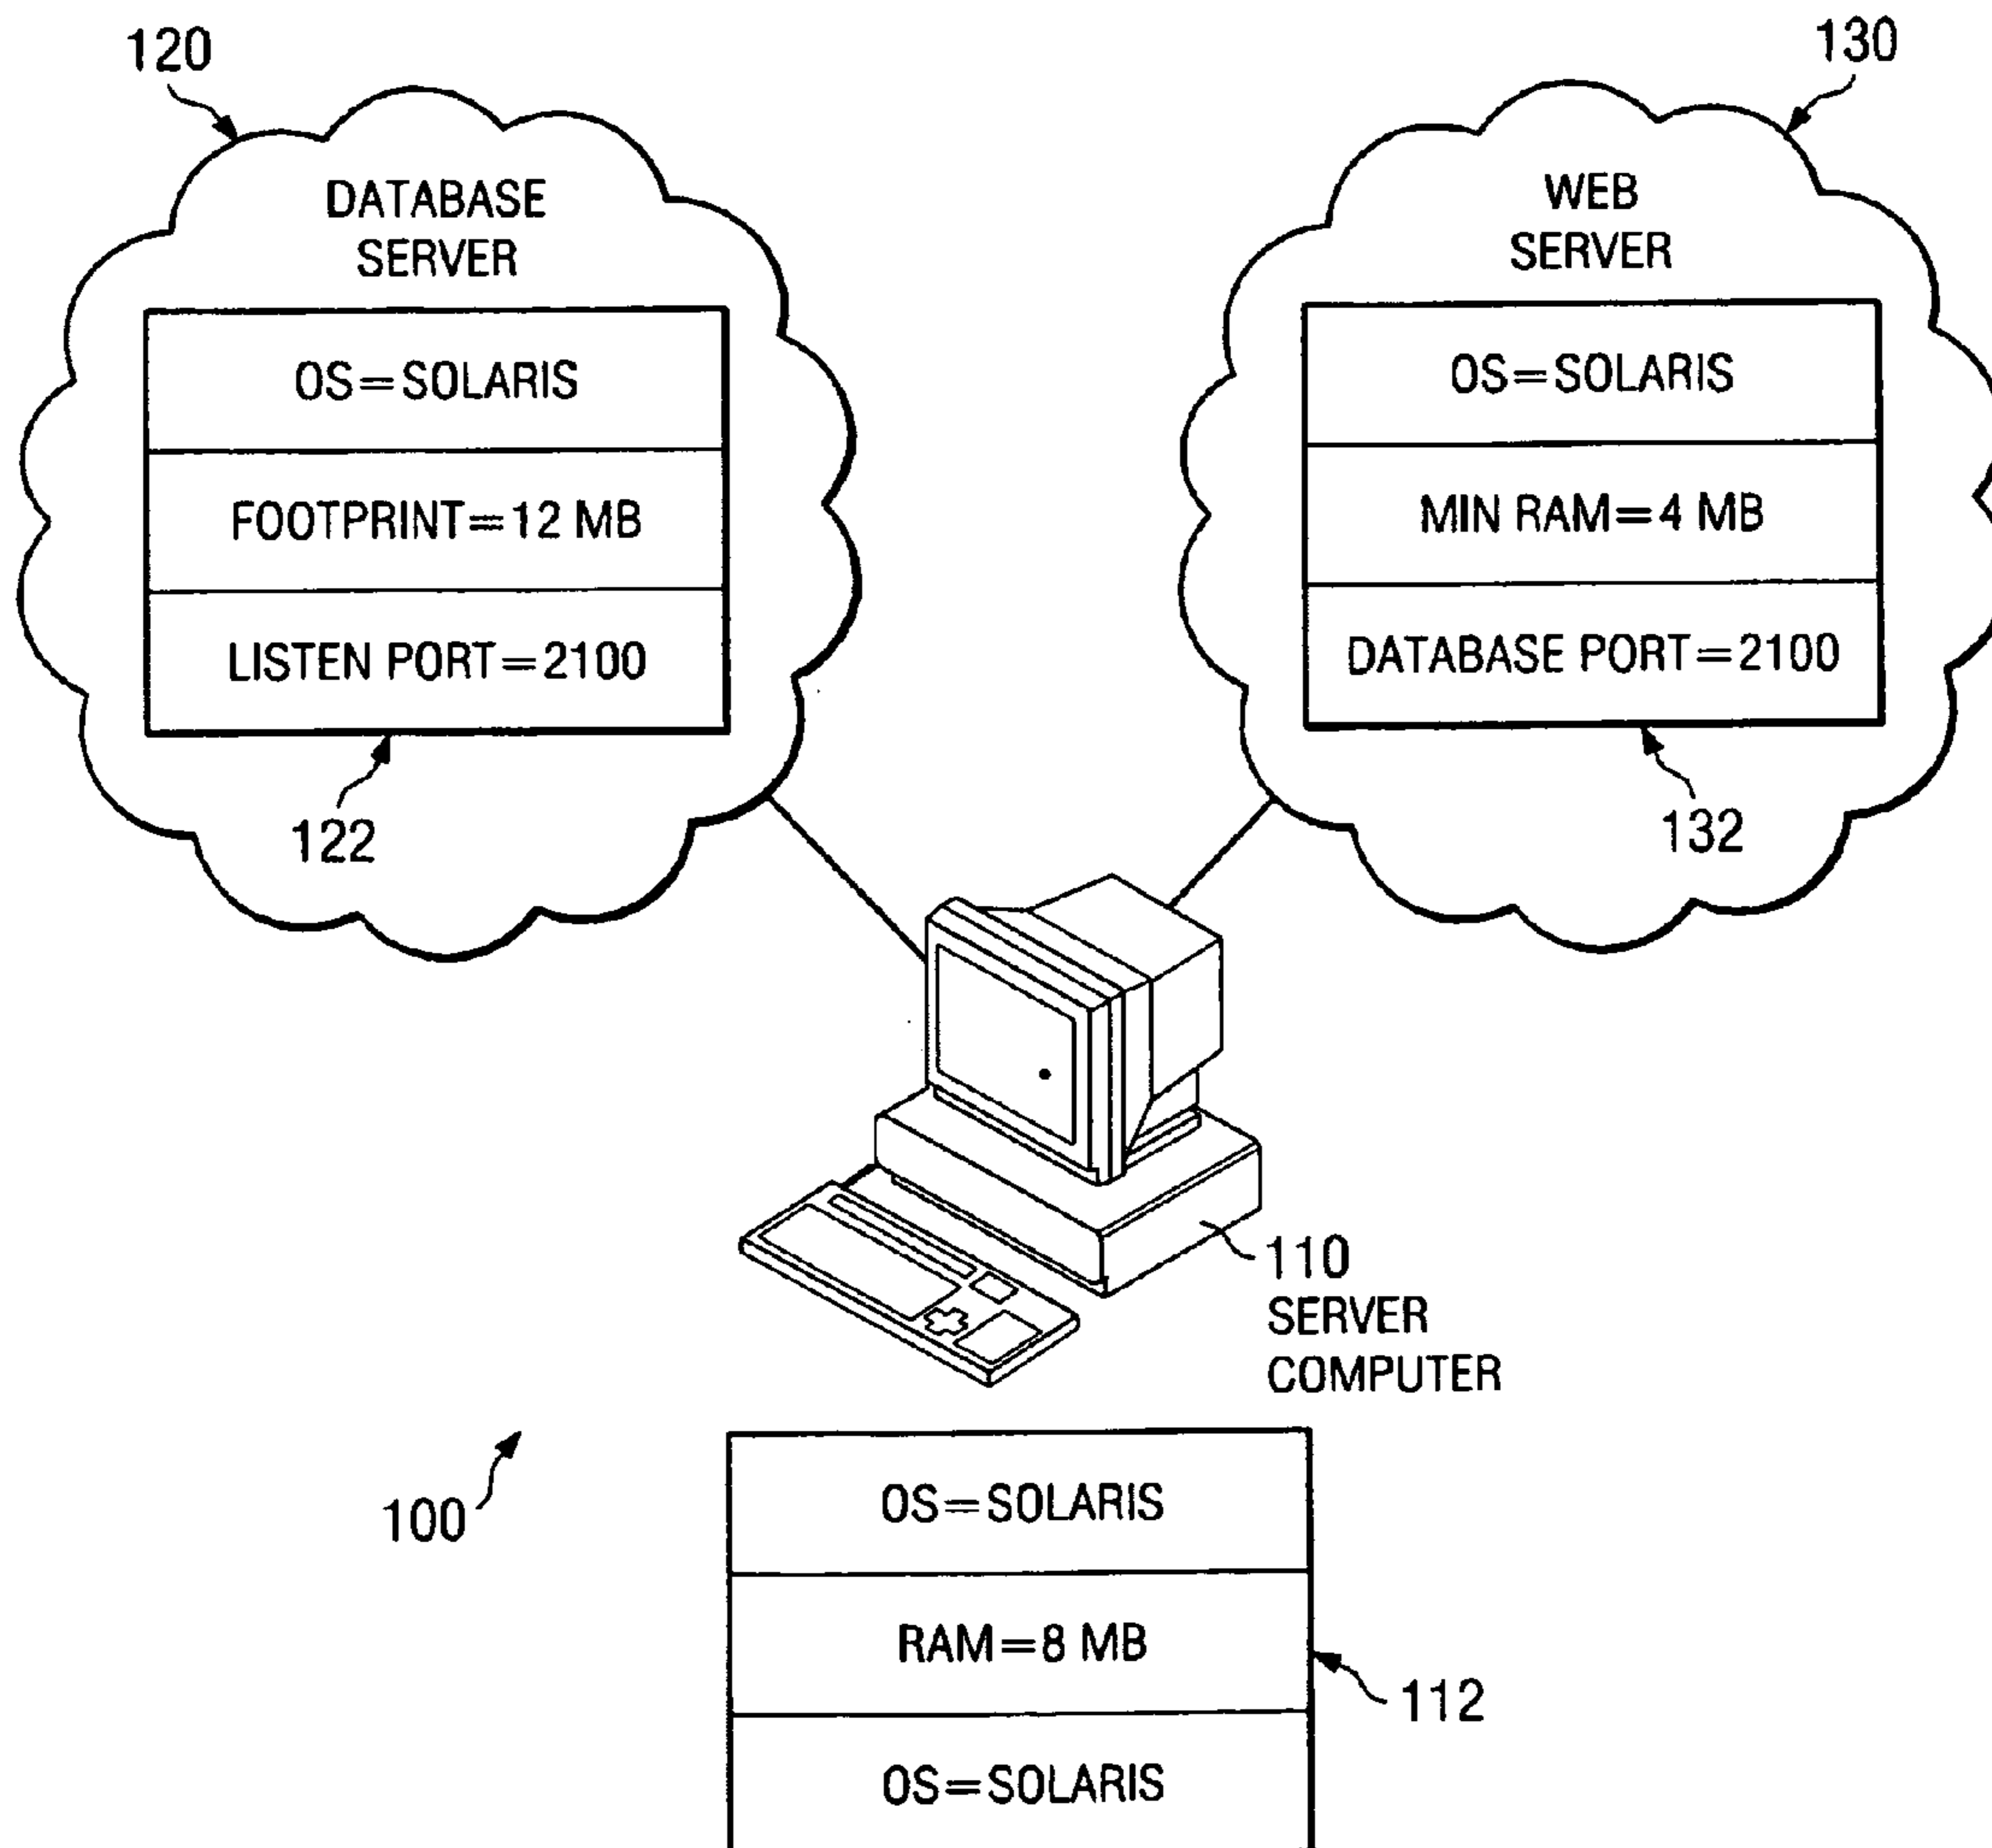 120
130
DATABASE
SERVER
OS=SOLARIS
FOOTPRINT=12 MB
LISTEN PORT=2100
122
WEB
SERVER
OS=SOLARIS
MIN RAM=4 MB
DATABASE PORT=2100
132
110
SERVER
COMPUTER
100
OS=SOLARIS
RAM=8 MB
OS=SOLARIS
112